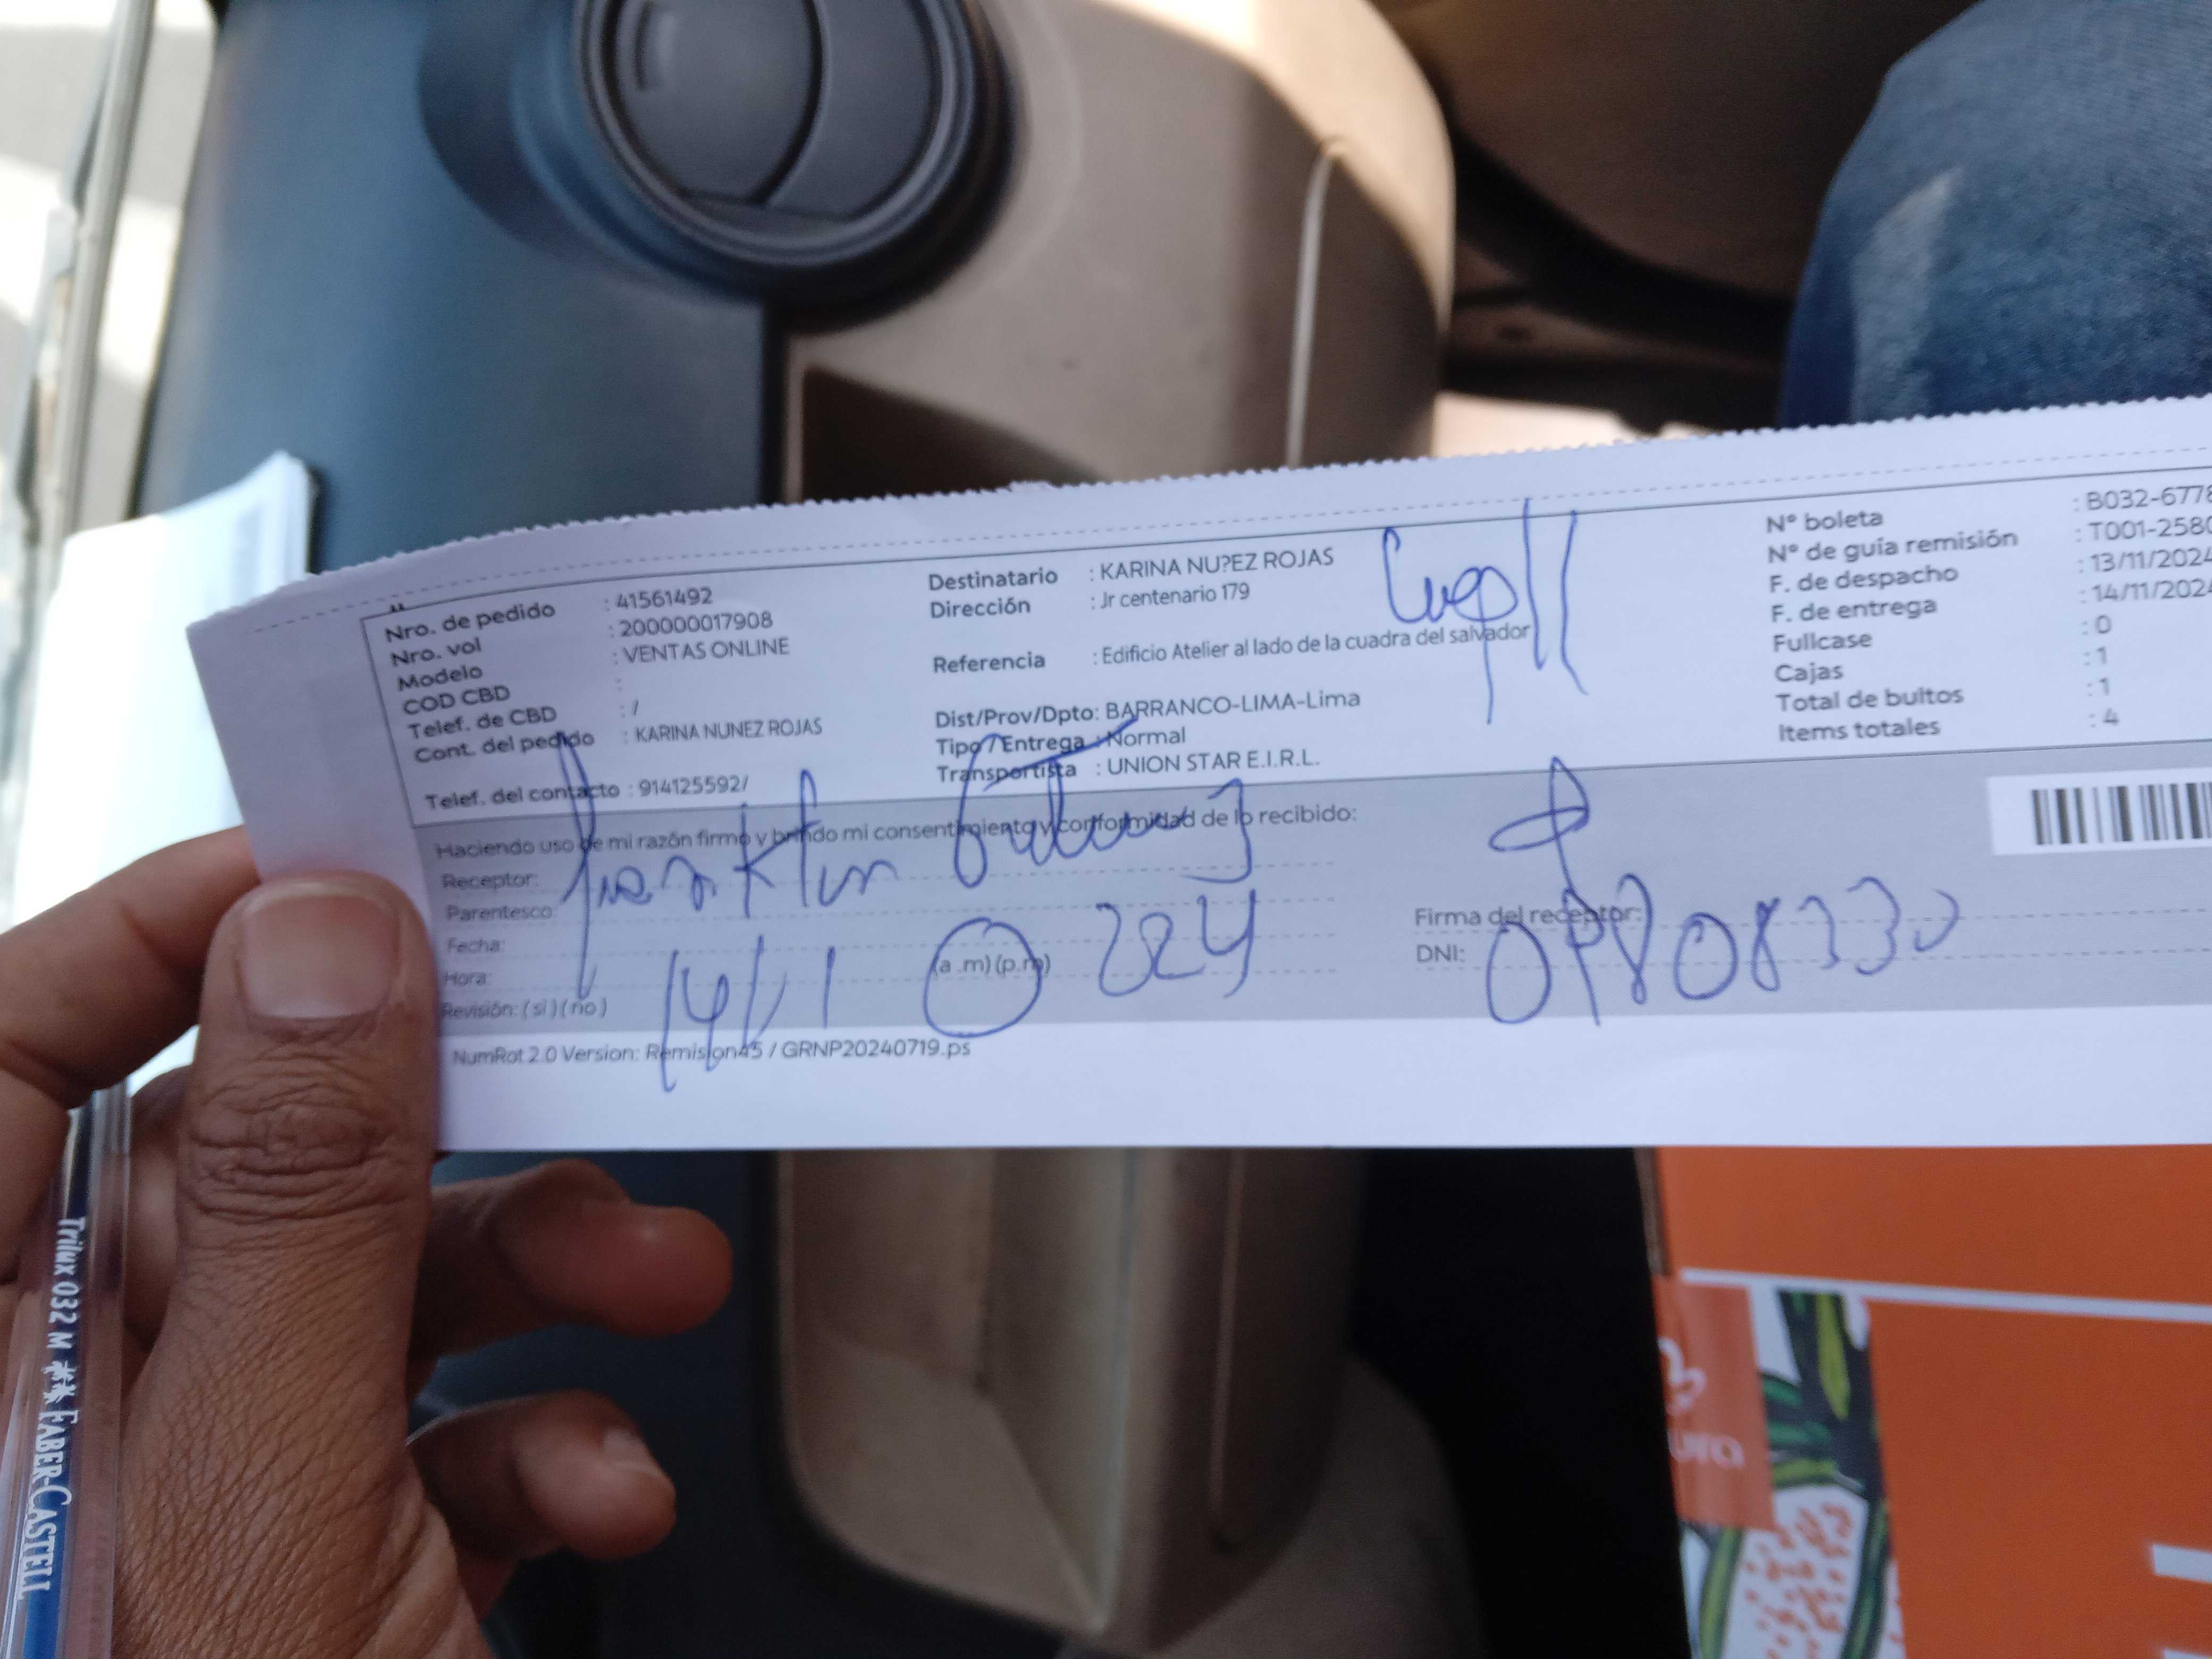 Nro. de pedido : 41561492
Nro. vol : 200000017908
Modelo : VENTAS ONLINE
COD CBD :
Telef. de CBD : /
Cont. del pedido : KARINA NUNEZ ROJAS
Telef. del contacto : 914125592/
Destinatario : KARINA NU?EZ ROJAS
Dirección : Jr centenario 179
Referencia : Edificio Atelier al lado de la cuadra del salvador
Dist/Prov/Dpto: BARRANCO-LIMA-Lima
Tipo / Entrega : Normal
Transportista : UNION STAR E.I.R.L.
N° boleta : B032-6778
N° de guía remisión : T001-2580
F. de despacho : 13/11/2024
F. de entrega : 14/11/2024
Fullcase : 0
Cajas : 1
Total de bultos : 1
Items totales : 4
Haciendo uso de mi razón firmo y brindo mi consentimiento y conformidad de lo recibido:
Receptor:
Parentesco:
Fecha:
Hora: (a .m) (p.m)
Revisión: ( si ) ( no )
14/11
Firma del receptor:
DNI:
NumRot 2.0 Version: Remision45 / GRNP20240719.ps
Trilux 032 M ** FABER-CASTELL